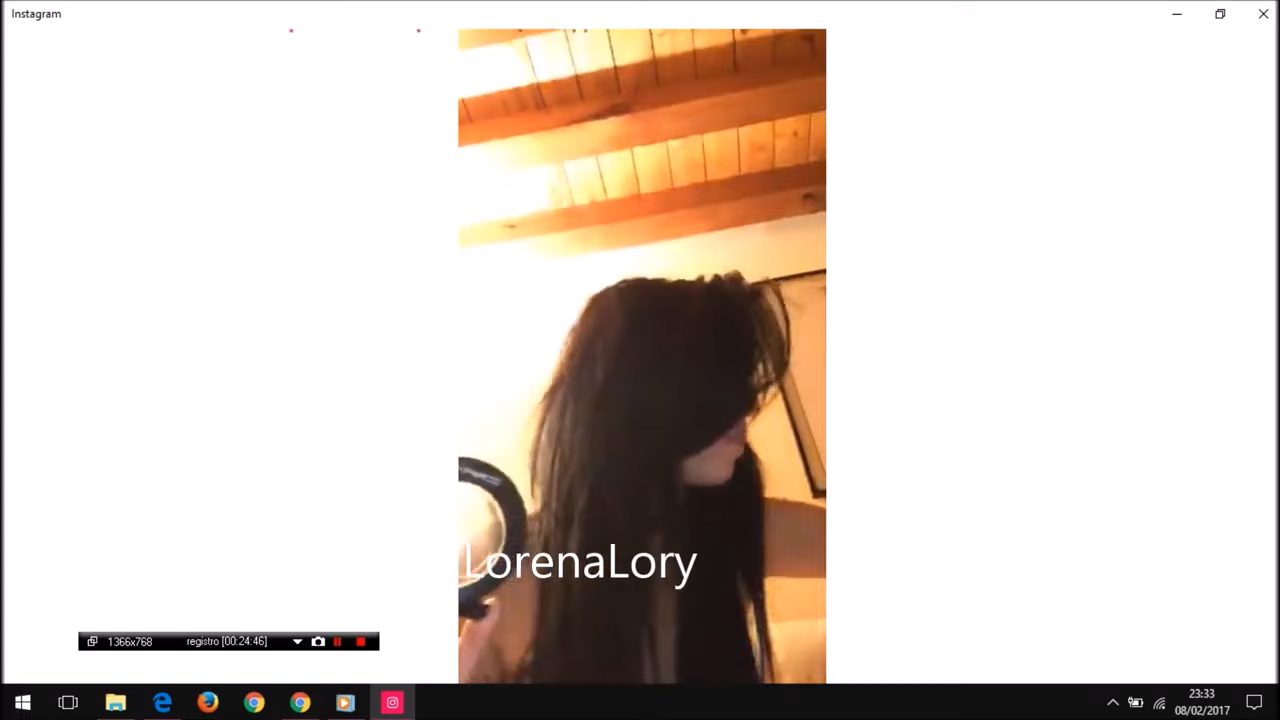 Instagram
LorenaLory
1366x768 registro [00:24:46]
23:33
08/02/2017